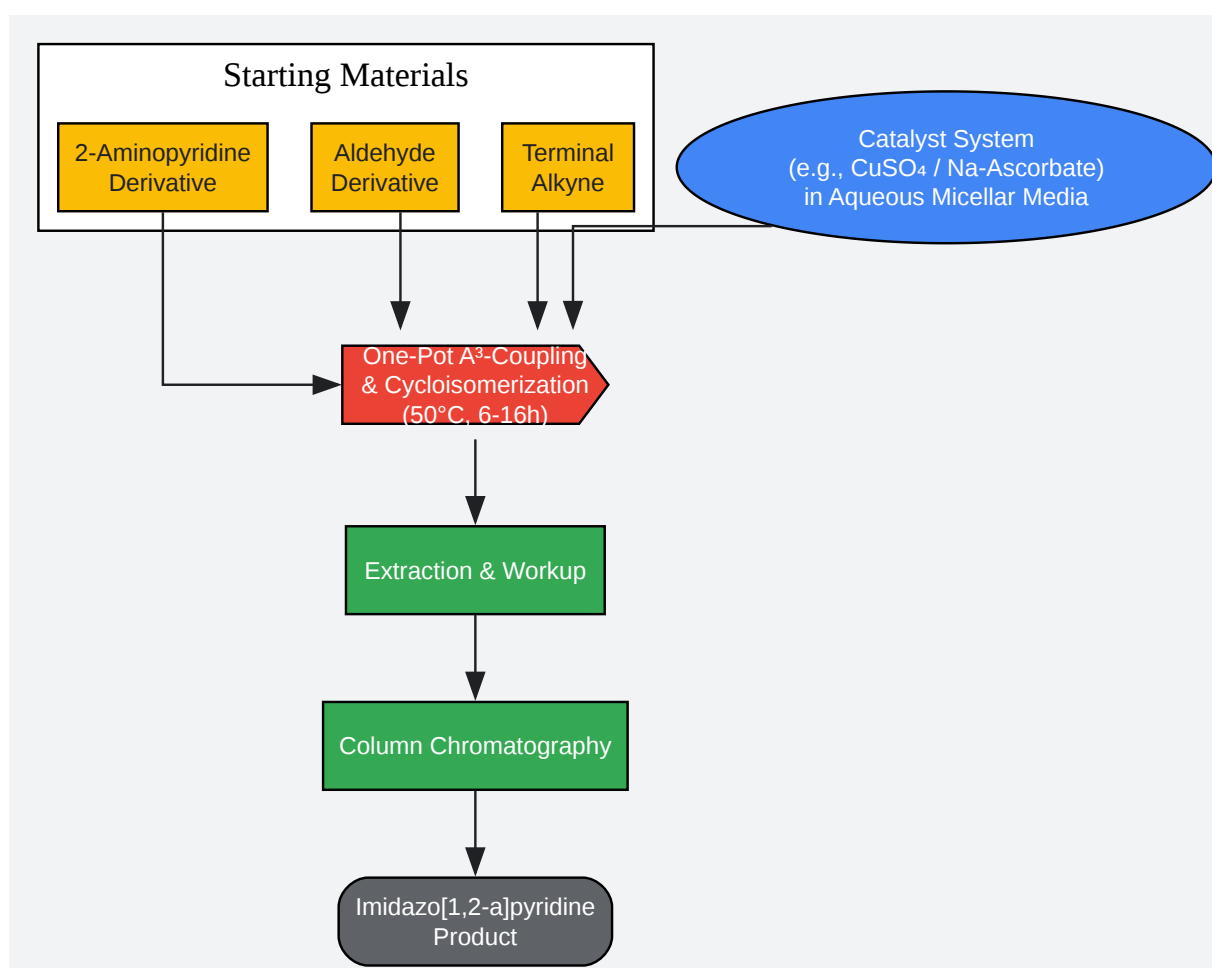 Starting Materials
2-Aminopyridine
Derivative
Aldehyde
Derivative
Terminal
Alkyne
Catalyst System
(e.g., CuSO₄ / Na-Ascorbate)
in Aqueous Micellar Media
One-Pot A³-Coupling
& Cycloisomerization
(50°C, 6-16h)
Extraction & Workup
Column Chromatography
Imidazo[1,2-a]pyridine
Product